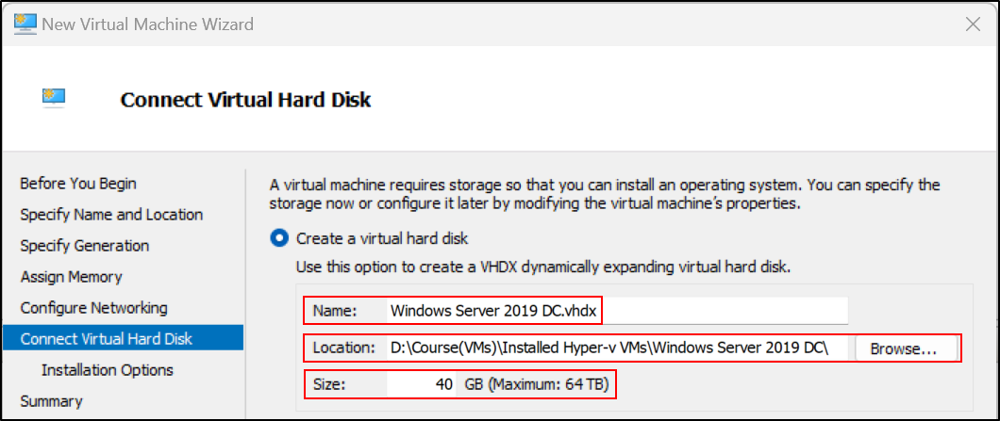 New Virtual Machine Wizard
Connect Virtual Hard Disk
Before You Begin
Specify Name and Location
Specify Generation
Assign Memory
Configure Networking
Connect Virtual Hard Disk
Installation Options
Summary
A virtual machine requires storage so that you can install an operating system. You can specify the
storage now or configure it later by modifying the virtual machine's properties.
Create a virtual hard disk
Use this option to create a VHDX dynamically expanding virtual hard disk.
Name: Windows Server 2019 DC.vhdx
Location: D:\Course(VMs)\Installed Hyper-v VMs\Windows Server 2019 DC\ Browse...
Size: 40 GB (Maximum: 64 TB)